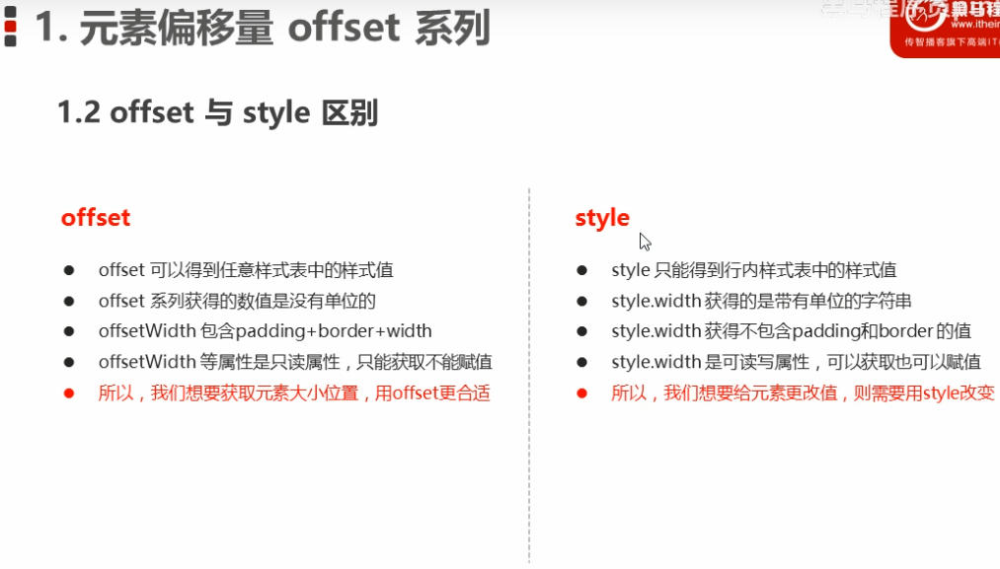 1. 元素偏移量 offset 系列
传智播客旗下高端IT
1.2 offset 与 style 区别
offset
offset 可以得到任意样式表中的样式值
offset 系列获得的数值是没有单位的
offsetWidth 包含padding+border+width
offsetWidth 等属性是只读属性，只能获取不能赋值
所以，我们想要获取元素大小位置，用offset更合适
style
style 只能得到行内样式表中的样式值
style.width 获得的是带有单位的字符串
style.width 获得不包含padding和border 的值
style.width 是可读写属性，可以获取也可以赋值
所以，我们想要给元素更改值，则需要用style改变